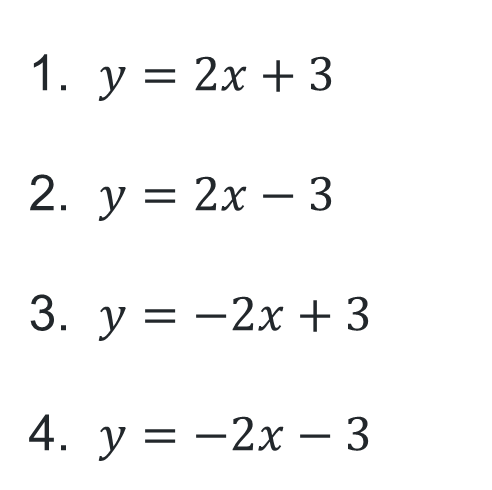 1. y = 2x + 3
2. y = 2x − 3
3. y = −2x + 3
4. y = −2x − 3